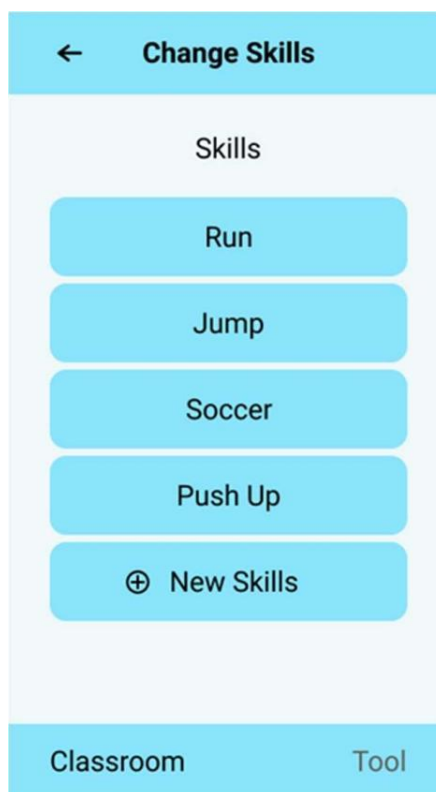 Change Skills
Skills
Run
Jump
Soccer
Push Up
New Skills
Classroom Tool